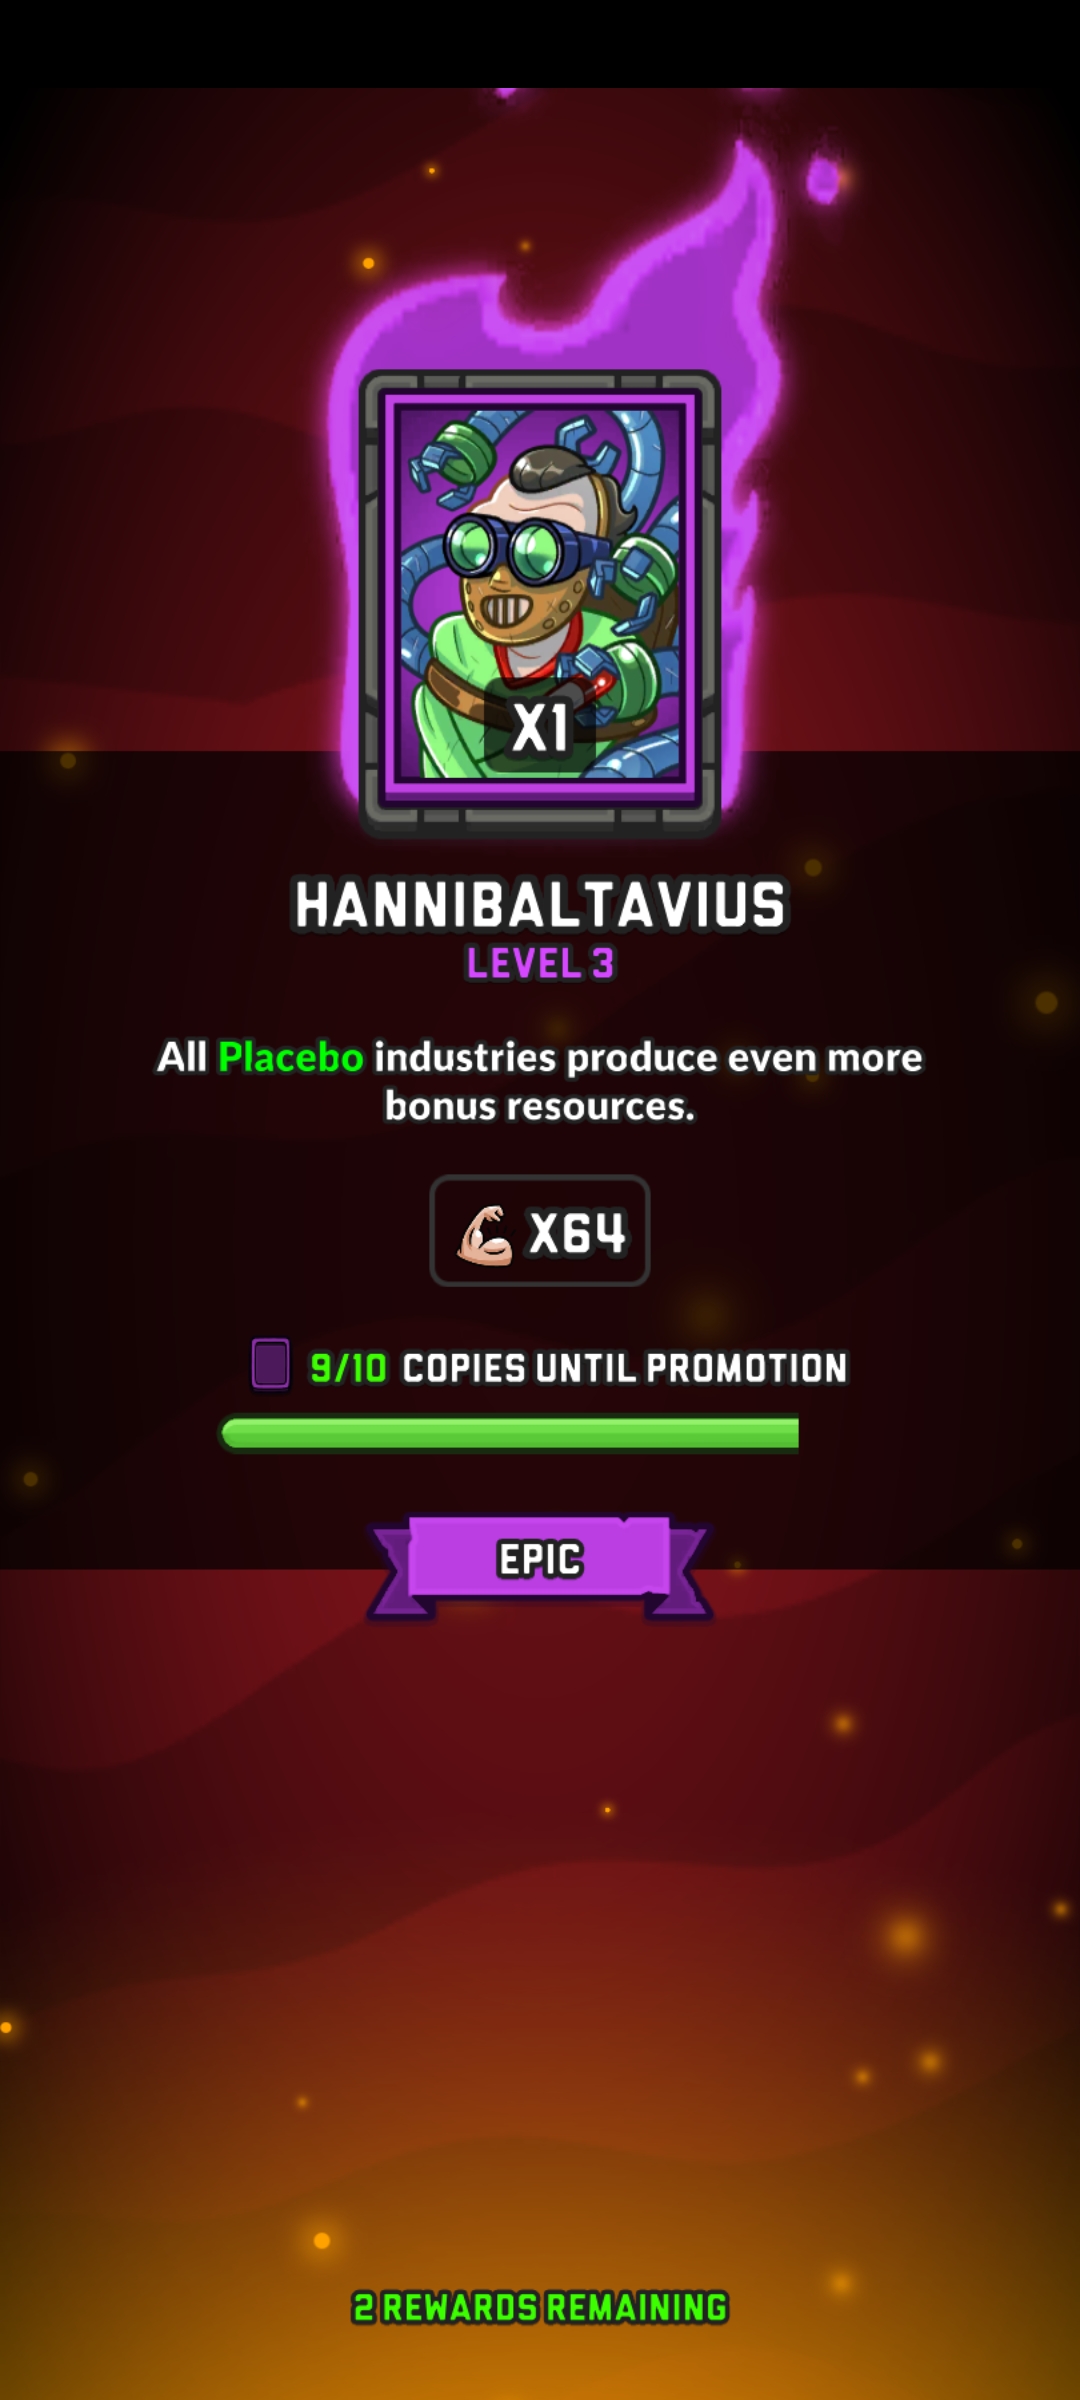 X1
HANNIBALTAVIUS
LEVEL 3
All Placebo industries produce even more
bonus resources.
X64
9/10 COPIES UNTIL PROMOTION
EPIC
2 REWARDS REMAINING